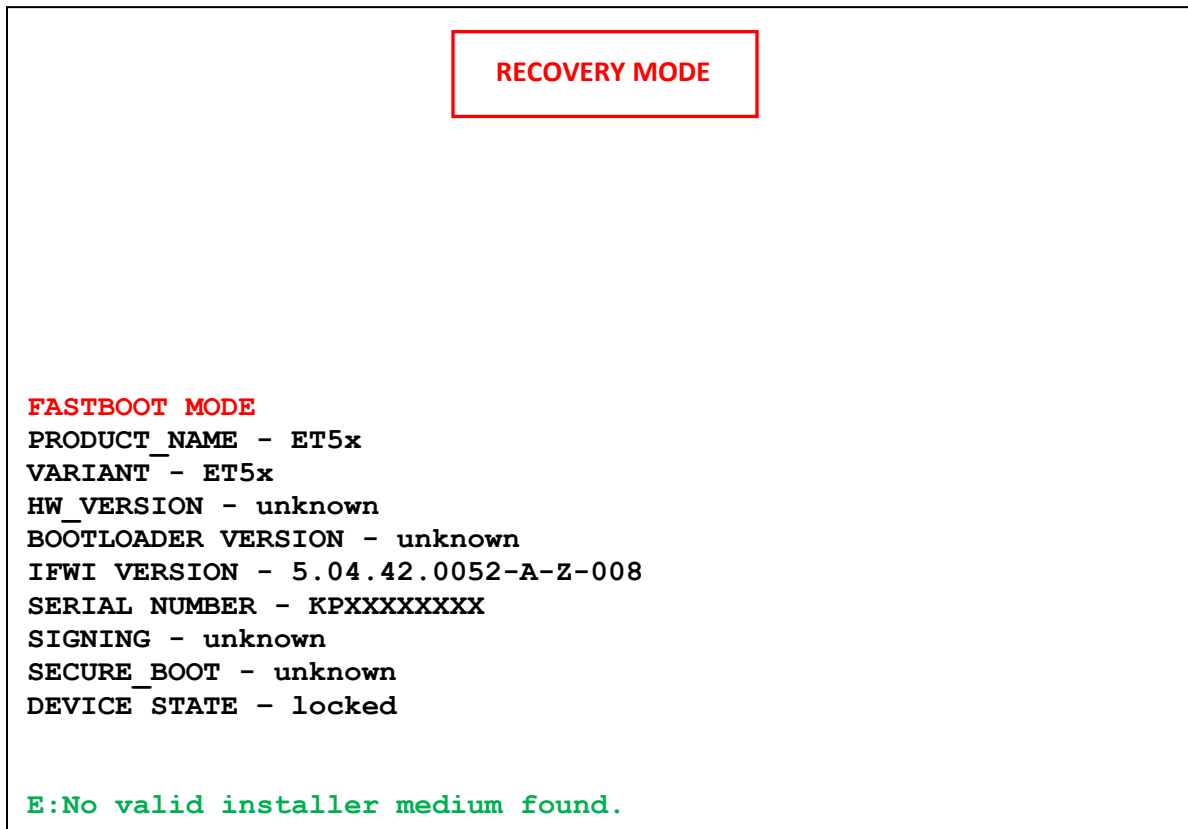 RECOVERY MODE
FASTBOOT MODE
PRODUCT_NAME - ET5x
VARIANT - ET5x
HW_VERSION - unknown
BOOTLOADER VERSION - unknown
IFWI VERSION - 5.04.42.0052-A-Z-008
SERIAL NUMBER - KPXXXXXXXX
SIGNING - unknown
SECURE_BOOT - unknown
DEVICE STATE – locked
E:No valid installer medium found.